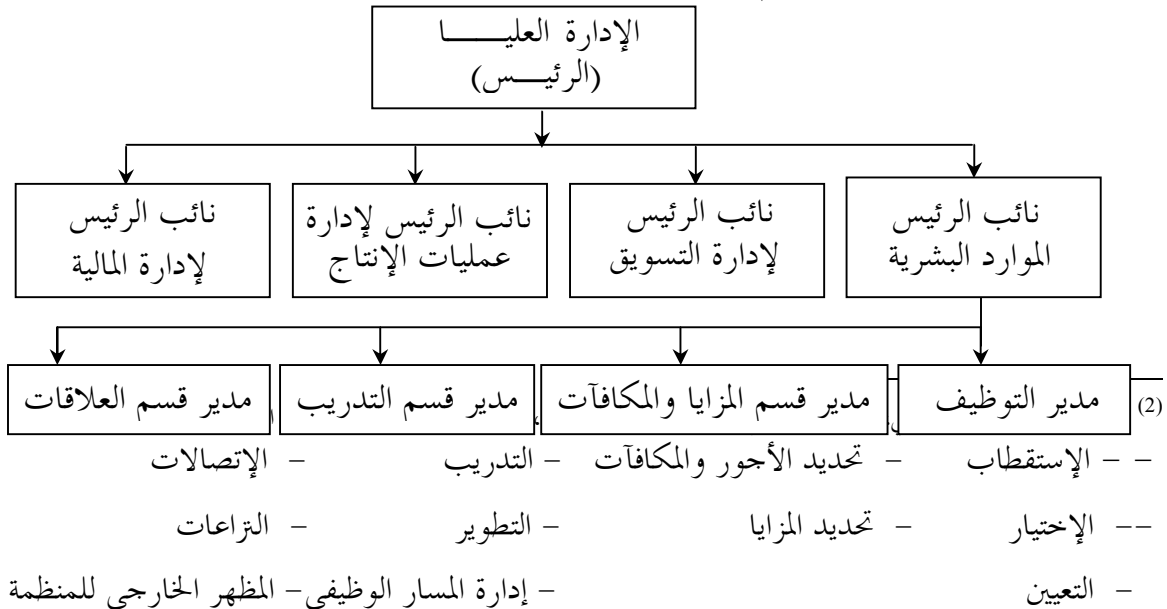 الإدارة العليـــــــا
(الرئيـــــس)
نائب الرئيس
الموارد البشرية
نائب الرئيس
لإدارة التسويق
نائب الرئيس لإدارة
عمليات الإنتاج
نائب الرئيس
لإدارة المالية
(2)
مدير التوظيف
مدير قسم المزايا والمكافآت
مدير قسم التدريب
مدير قسم العلاقات
- – الإستقطاب
– تحديد الأجور والمكافآت
– التدريب
– الإتصالات
-– الإختيار
– تحديد المزايا
– التطوير
– النزاعات
– التعيين
– إدارة المسار الوظيفي
– المظهر الخارجي للمنظمة